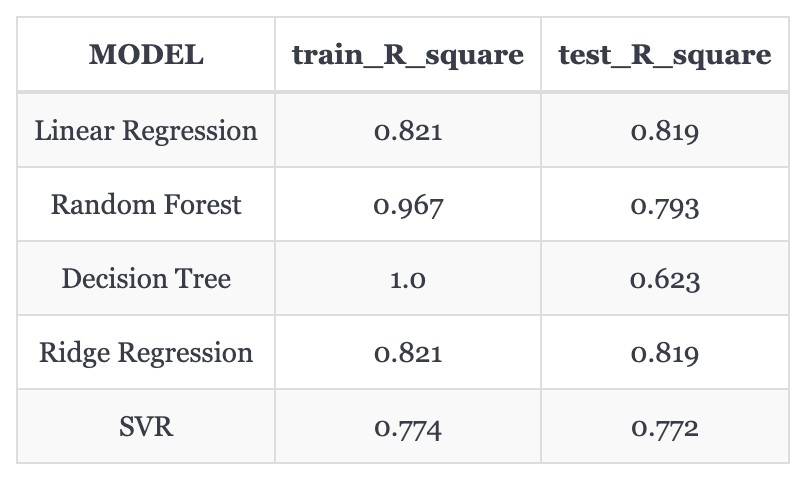 MODEL train_R_square test_R_square
Linear Regression 0.821 0.819
Random Forest 0.967 0.793
Decision Tree 1.0 0.623
Ridge Regression 0.821 0.819
SVR 0.774 0.772